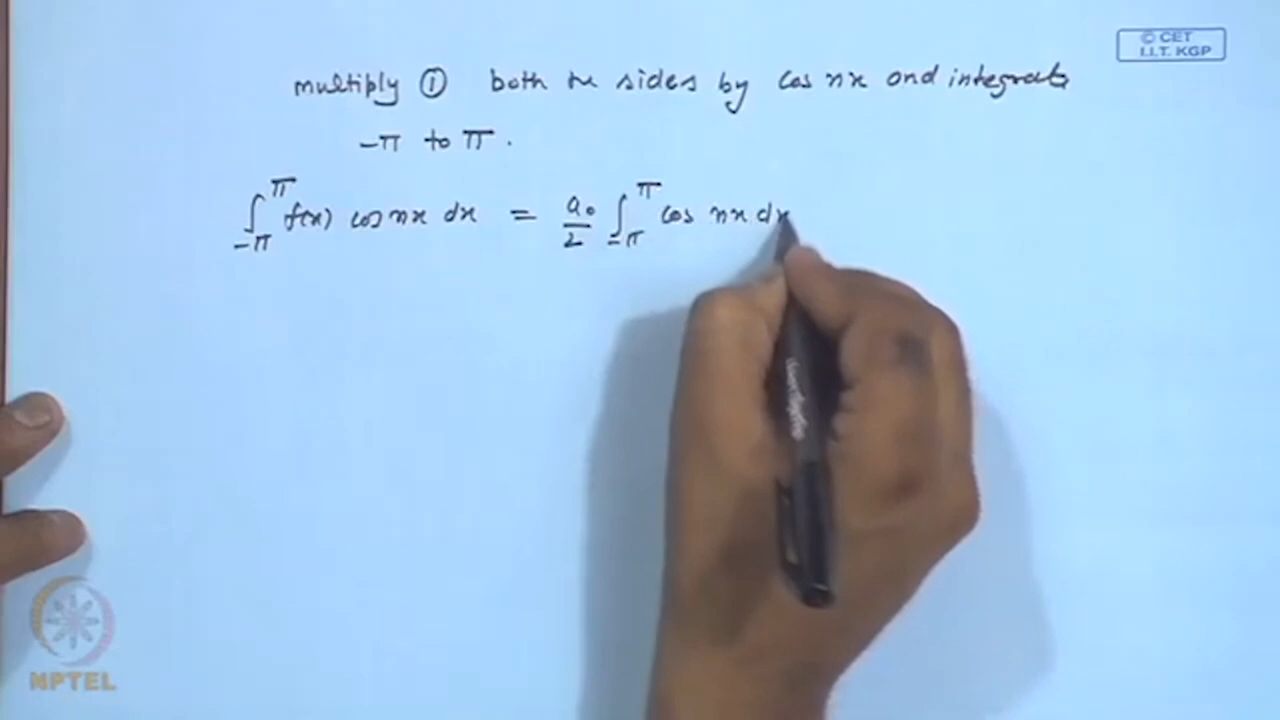 © CET
I.I.T. KGP
multiply ① both the sides by cos nx and integrate
-π to π.
∫_{-π}^{π} f(x) cos nx dx = a₀/2 ∫_{-π}^{π} cos nx dx
NPTEL